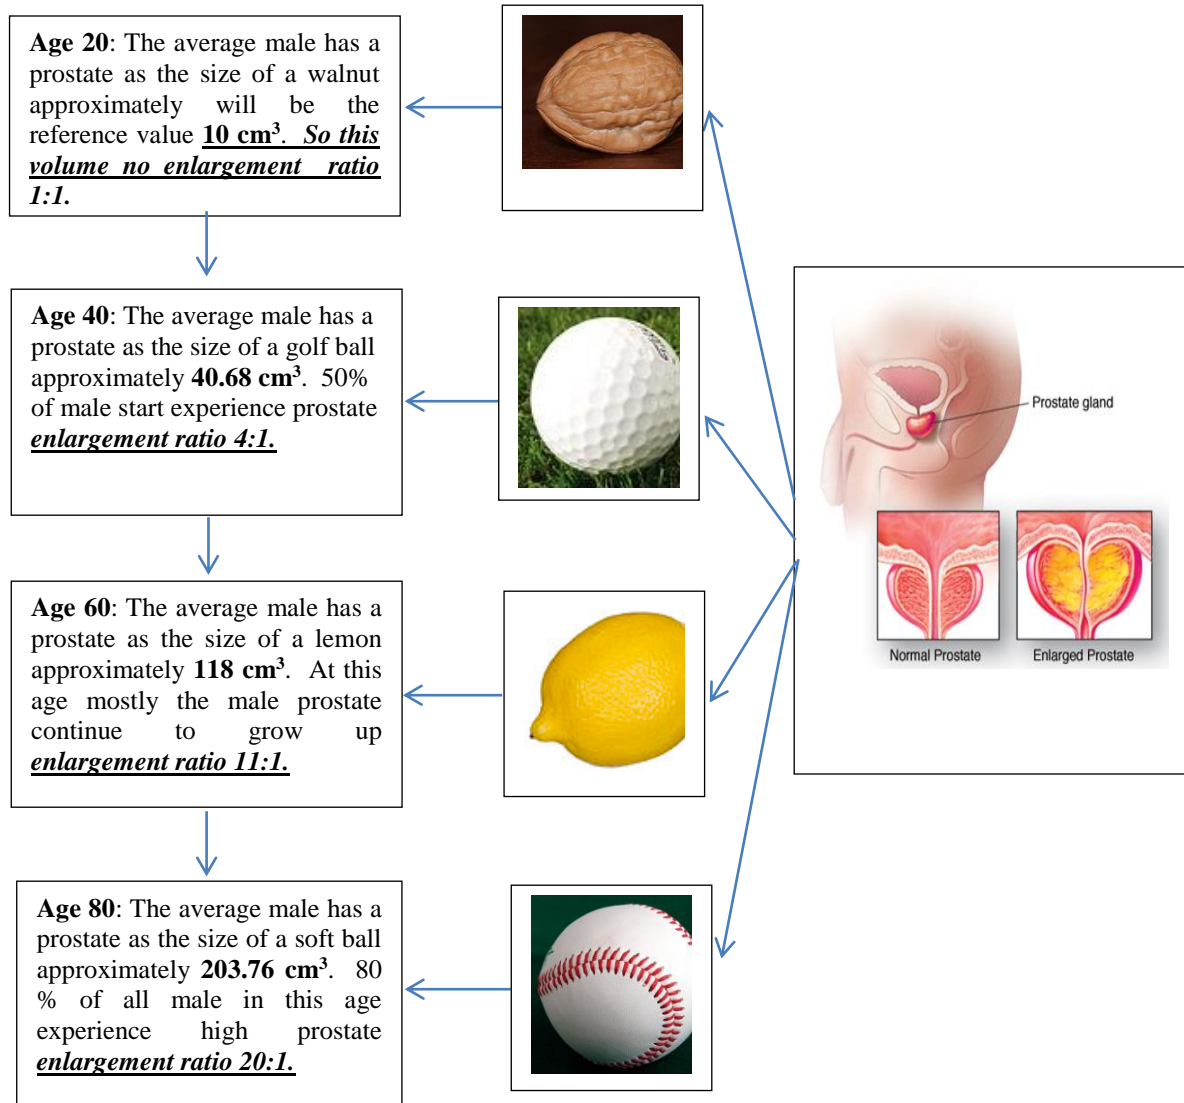 Age 20: The average male has a
prostate as the size of a walnut
approximately will be the
reference value 10 cm³. So this
volume no enlargement ratio
1:1.
Age 40: The average male has a
prostate as the size of a golf ball
approximately 40.68 cm³. 50%
of male start experience prostate
enlargement ratio 4:1.
Age 60: The average male has a
prostate as the size of a lemon
approximately 118 cm³. At this
age mostly the male prostate
continue to grow up
enlargement ratio 11:1.
Age 80: The average male has a
prostate as the size of a soft ball
approximately 203.76 cm³. 80
% of all male in this age
experience high prostate
enlargement ratio 20:1.
Prostate gland
Normal Prostate
Enlarged Prostate